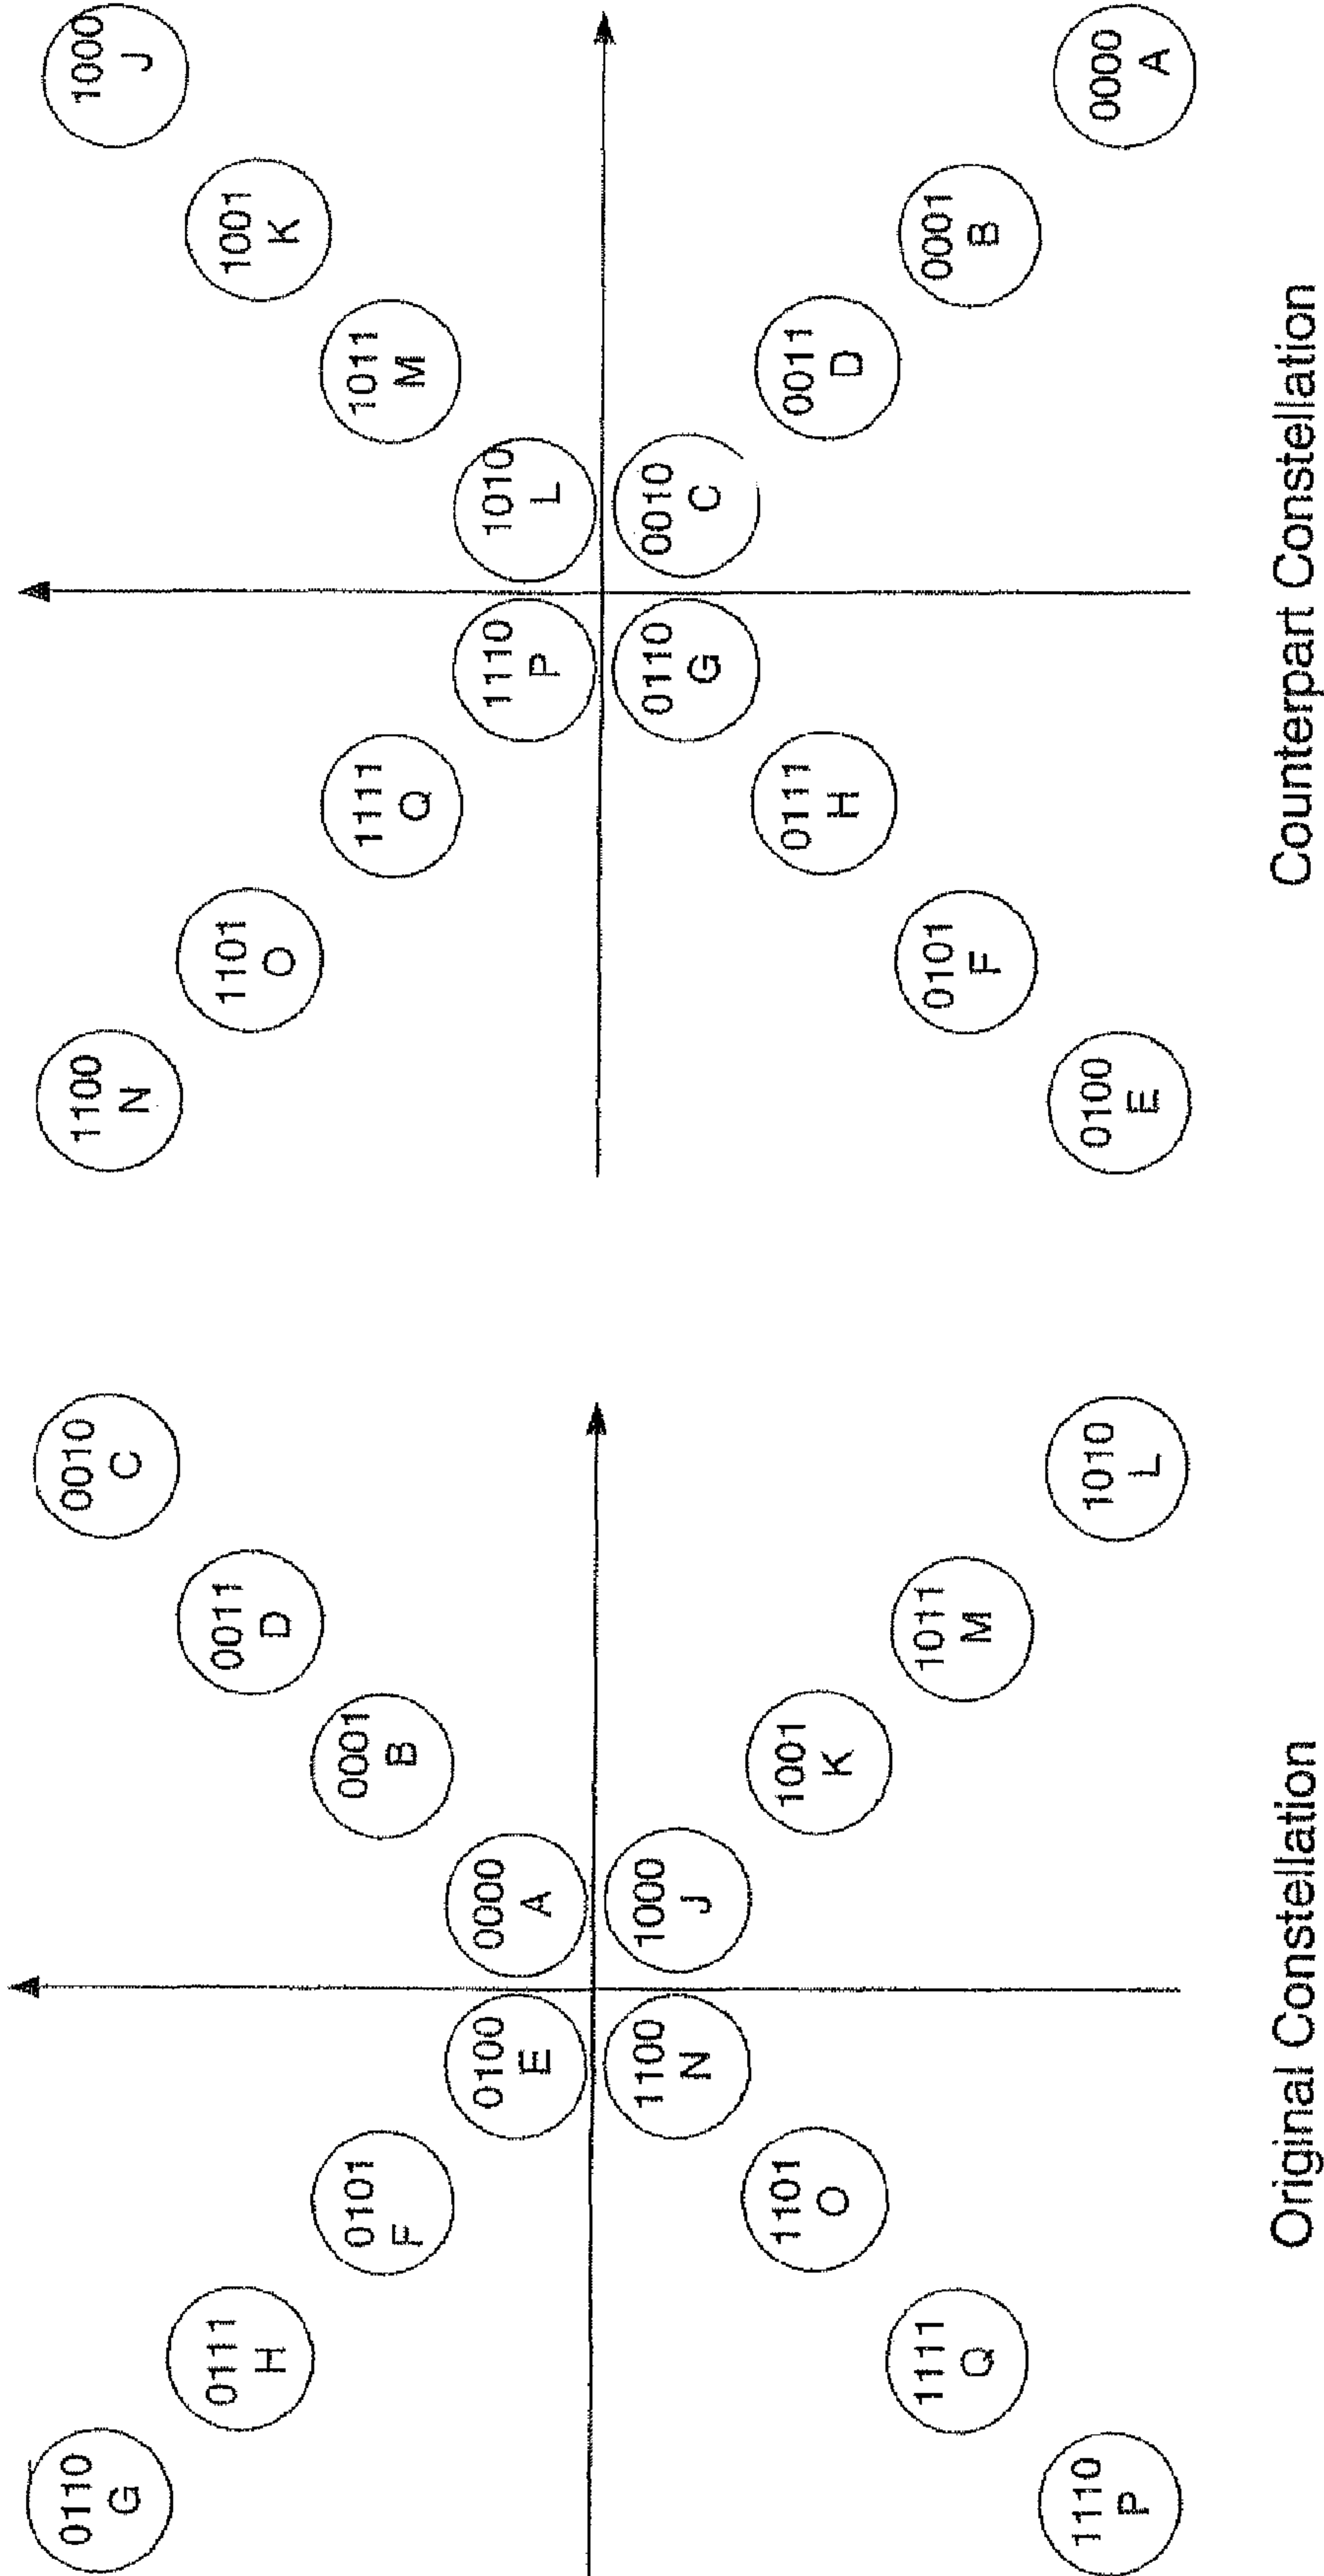 0110
G
0010
C
0111
H
0011
D
0101
F
0001
B
0100
E
0000
A
1100
N
1000
J
1101
O
1001
K
1111
Q
1011
M
1110
P
1010
L
Original Constellation
1100
N
1000
J
1101
O
1001
K
1111
Q
1011
M
1110
P
1010
L
0110
G
0010
C
0111
H
0011
D
0101
F
0001
B
0100
E
0000
A
Counterpart Constellation